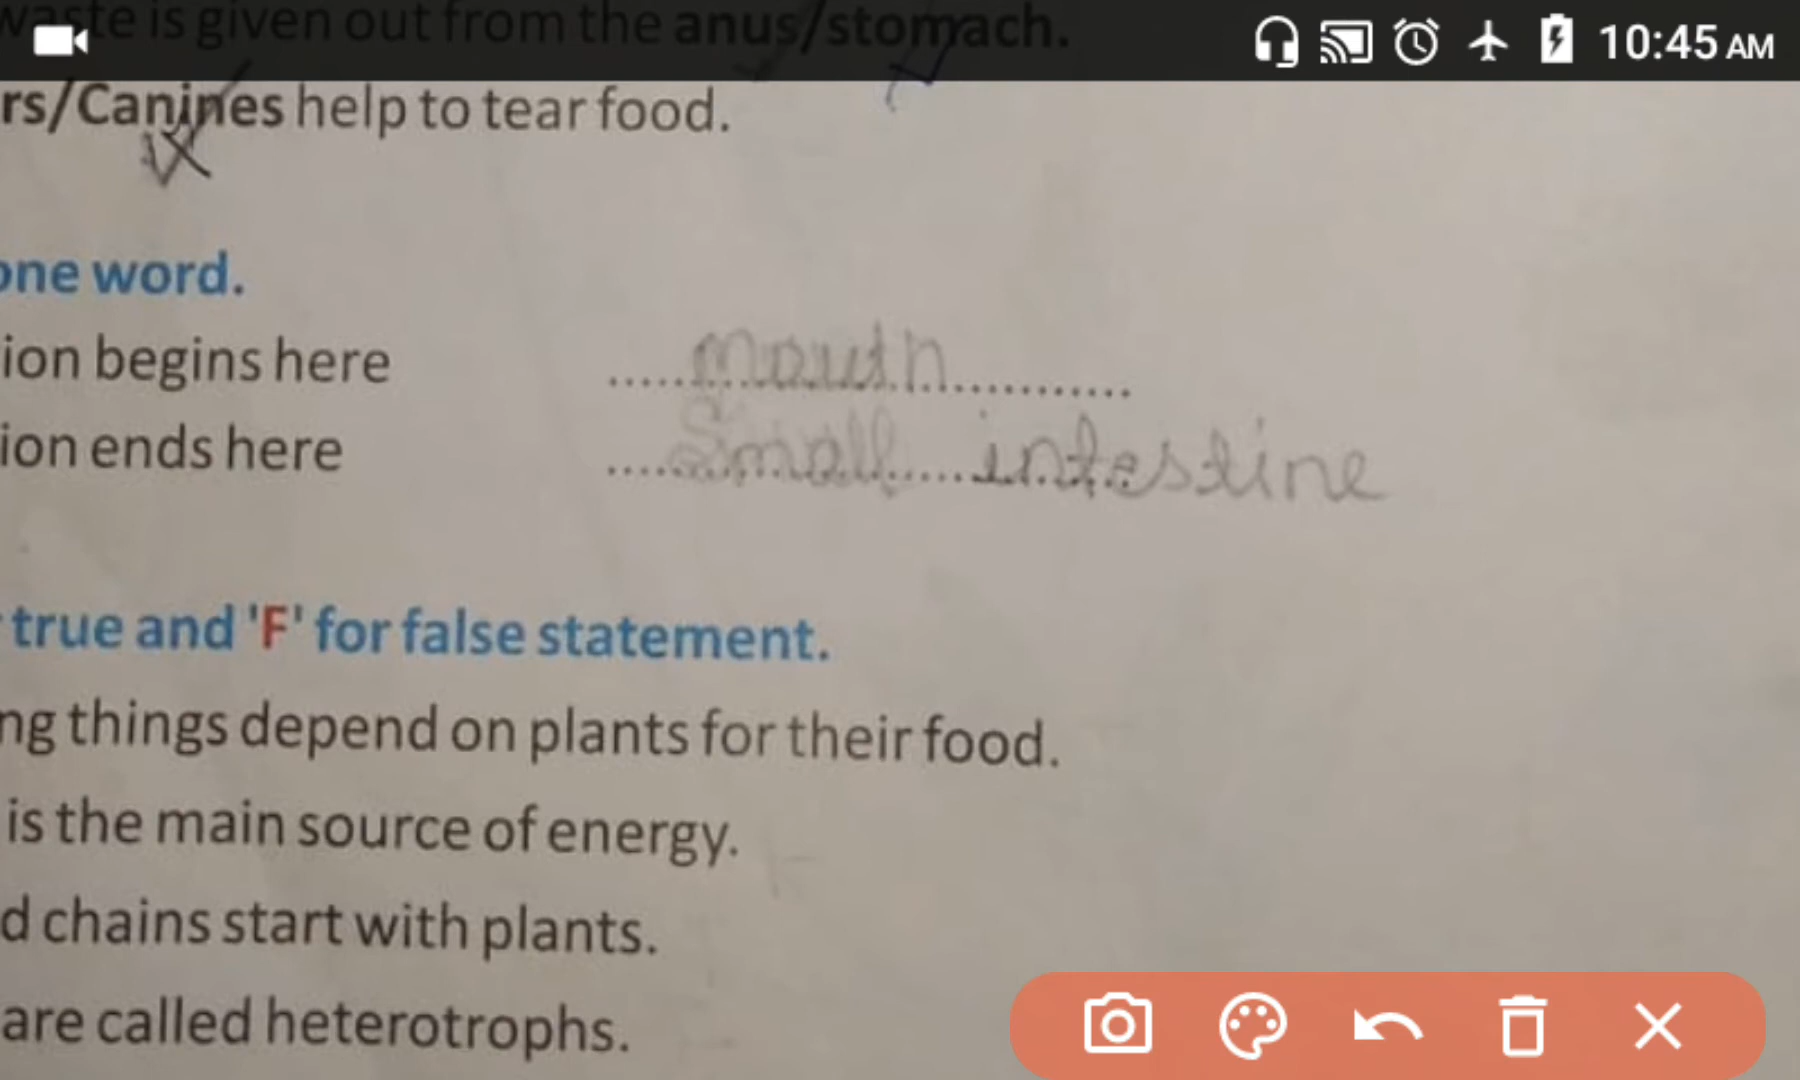 waste is given out from the anus/stomach.
10:45 AM
rs/Canines help to tear food.
one word.
ion begins here mouth
ion ends here Small intestine
true and 'F' for false statement.
ng things depend on plants for their food.
is the main source of energy.
d chains start with plants.
are called heterotrophs.